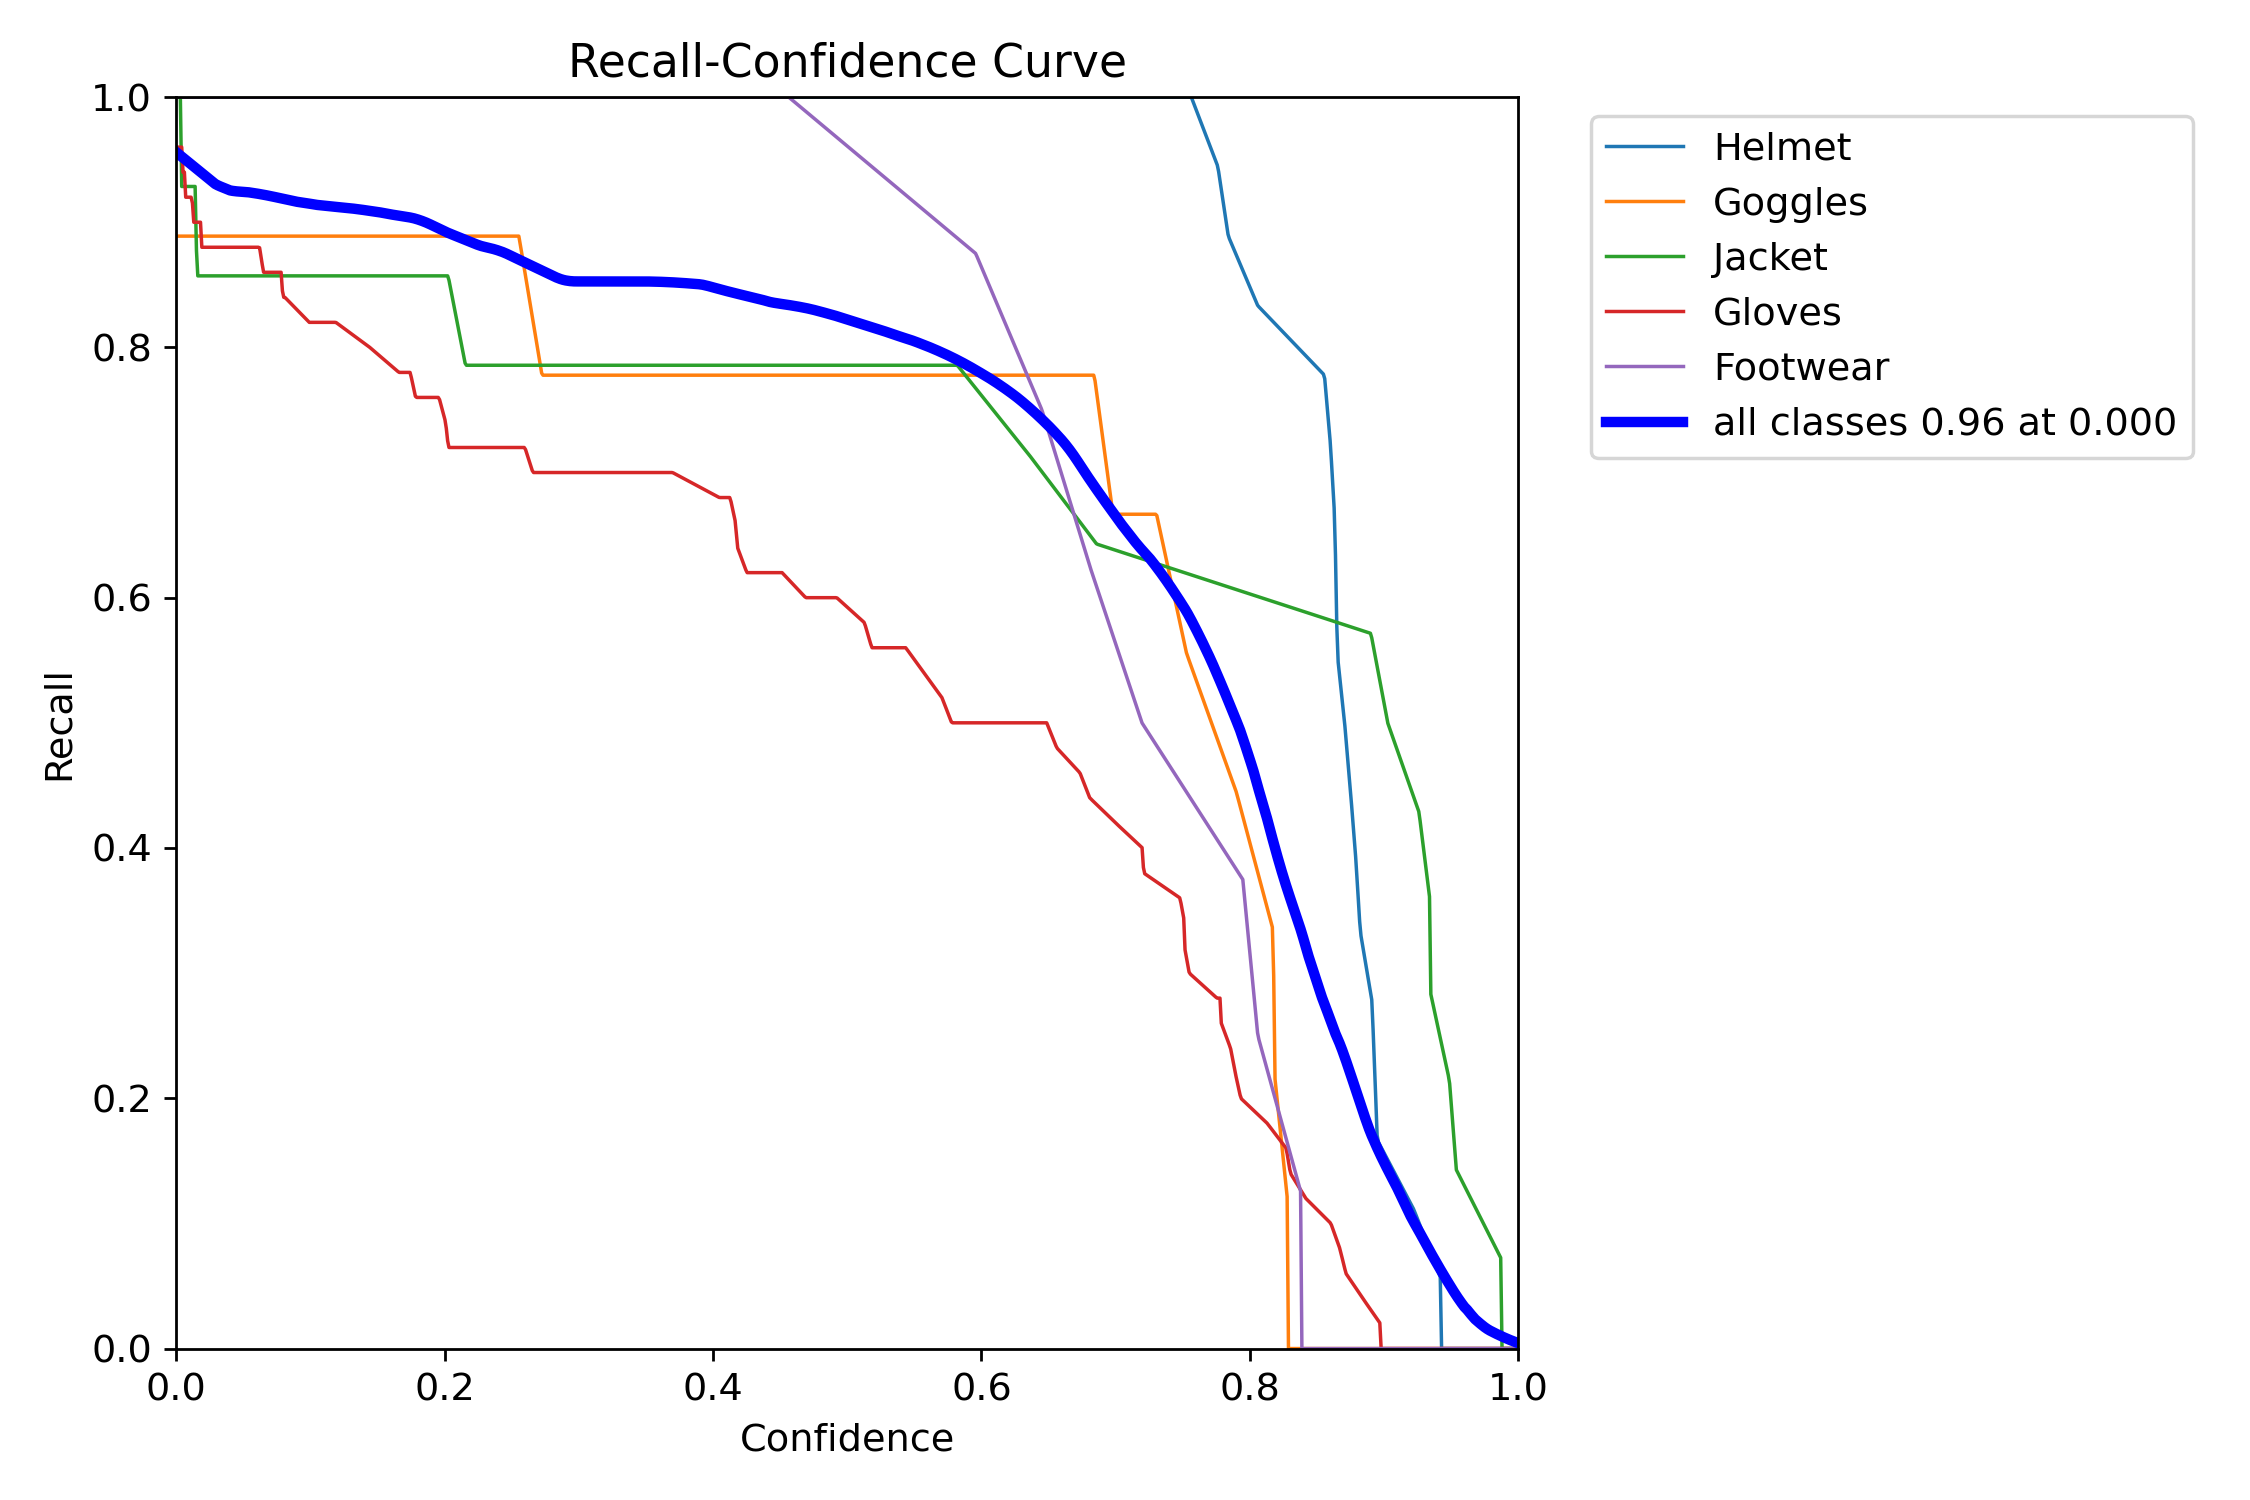 Recall-Confidence Curve
1.0
0.8
0.6
0.4
0.2
0.0
Recall
0.0 0.2 0.4 0.6 0.8 1.0
Confidence
Helmet
Goggles
Jacket
Gloves
Footwear
all classes 0.96 at 0.000